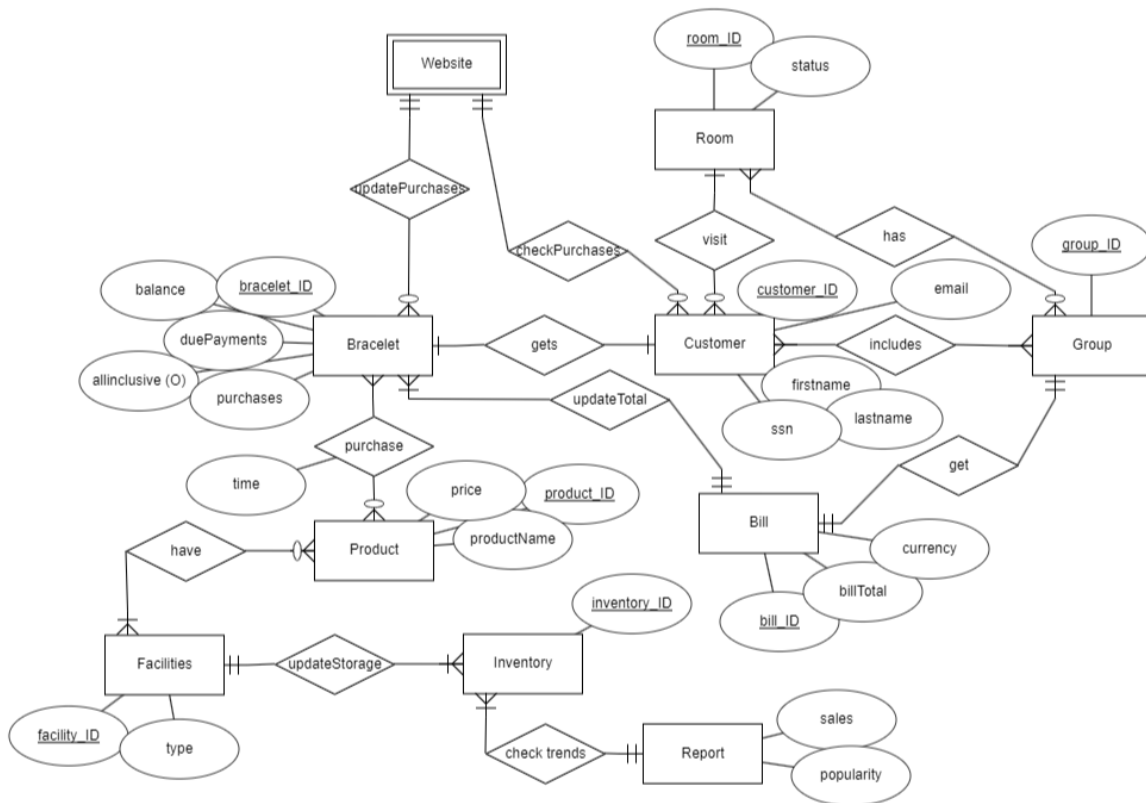 room_ID
Website
status
Room
updatePurchases
visit
has
checkPurchases
group_ID
balance
bracelet_ID
customer_ID
email
duePayments
Bracelet
gets
Customer
includes
Group
allinclusive (O)
purchases
updateTotal
firstname
lastname
ssn
purchase
time
get
price
product_ID
Bill
productName
have
Product
currency
billTotal
inventory_ID
bill_ID
Facilities
updateStorage
Inventory
facility_ID
type
sales
check trends
Report
popularity